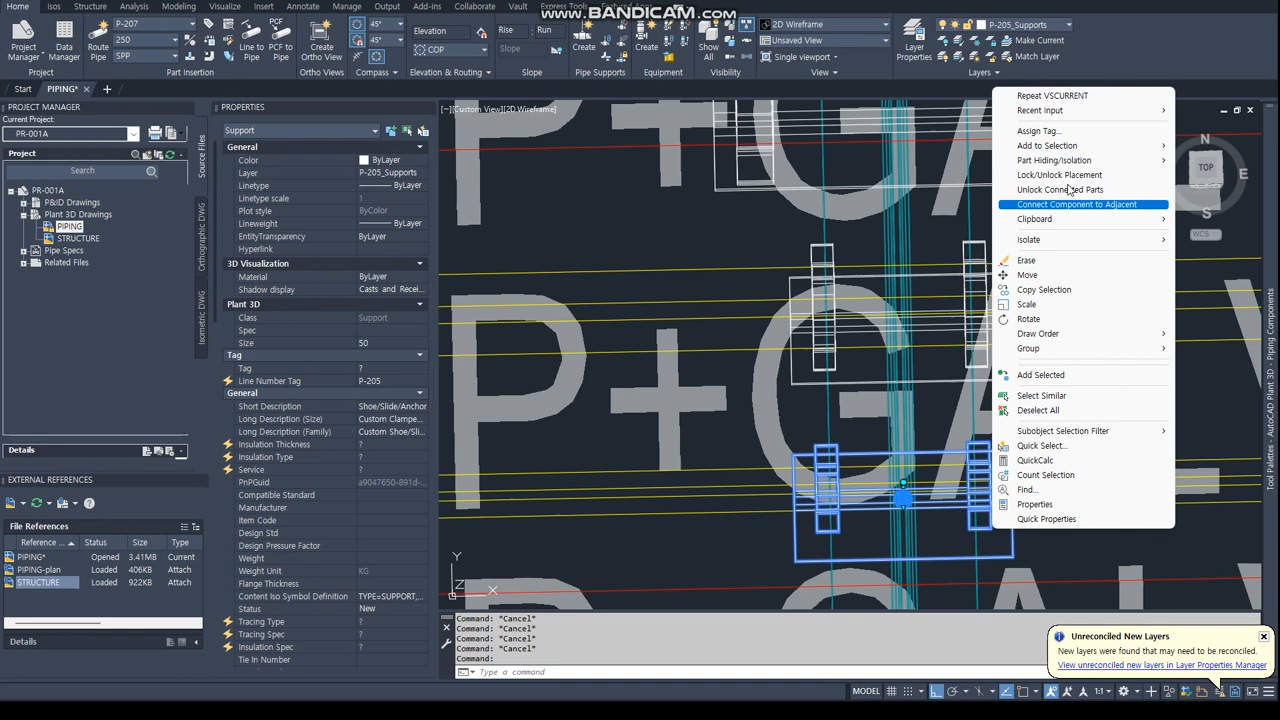 www.BANDICAM.com
Home Isos Structure Analysis Modeling Visualize Insert Annotate Manage Output Add-ins Collaborate Vault Express Tools
P-207
250
SPP
Project Manager
Data Manager
Route Pipe
Line to Pipe
PCF to Pipe
45°
45°
Create Ortho View
Elevation
COP
Rise
Run
Slope
Create
Create
Show All
2D Wireframe
Unsaved View
Single viewport
Layer Properties
P-205_Supports
Make Current
Match Layer
Project Part Insertion Ortho Views Compass Elevation & Routing Slope Pipe Supports Equipment Visibility View Layers
Start PIPING*
PROJECT MANAGER
Current Project:
PR-001A
Project
Search
PR-001A
P&ID Drawings
Plant 3D Drawings
PIPING
STRUCTURE
Pipe Specs
Related Files
Source Files
Orthographic DWG
Isometric DWG
Details
EXTERNAL REFERENCES
File References
Reference ... Status Size Type
PIPING* Opened 3.41MB Current
PIPING-plan Loaded 406KB Attach
STRUCTURE Loaded 922KB Attach
Details
PROPERTIES
Support
General
Color ByLayer
Layer P-205_Supports
Linetype ByLayer
Linetype scale 1
Plot style ByColor
Lineweight ByLayer
EntityTransparency ByLayer
Hyperlink
3D Visualization
Material ByLayer
Shadow display Casts and Recei...
Plant 3D
Class Support
Spec
Size 50
Tag
Tag ?
Line Number Tag P-205
General
Short Description Shoe/Slide/Anchor
Long Description (Size) Custom Clampe...
Long Description (Family) Custom Shoe/Sli...
Insulation Thickness ?
Insulation Type ?
Service ?
PnPGuid a9047650-891d-...
Compatible Standard
Manufacturer
Item Code
Design Std
Design Pressure Factor
Weight
Weight Unit KG
Flange Thickness
Content Iso Symbol Definition TYPE=SUPPORT,...
Status New
Tracing Type ?
Tracing Spec ?
Tie In Number ?
[−][Custom View][2D Wireframe]
P+GAL
P+GA
P+GALV
Y
Z
X
N
TOP
E
S
WCS
Repeat VSCURRENT
Recent Input
Assign Tag...
Add to Selection
Part Hiding/Isolation
Lock/Unlock Placement
Unlock Connected Parts
Connect Component to Adjacent
Clipboard
Isolate
Erase
Move
Copy Selection
Scale
Rotate
Draw Order
Group
Add Selected
Select Similar
Deselect All
Subobject Selection Filter
Quick Select...
QuickCalc
Count Selection
Find...
Properties
Quick Properties
Tool Palettes - AutoCAD Plant 3D - Piping Components
Command: *Cancel*
Command: *Cancel*
Command: *Cancel*
Command: *Cancel*
Command:
Type a command
Unreconciled New Layers
New layers were found that may need to be reconciled.
View unreconciled new layers in Layer Properties Manager
MODEL
1:1